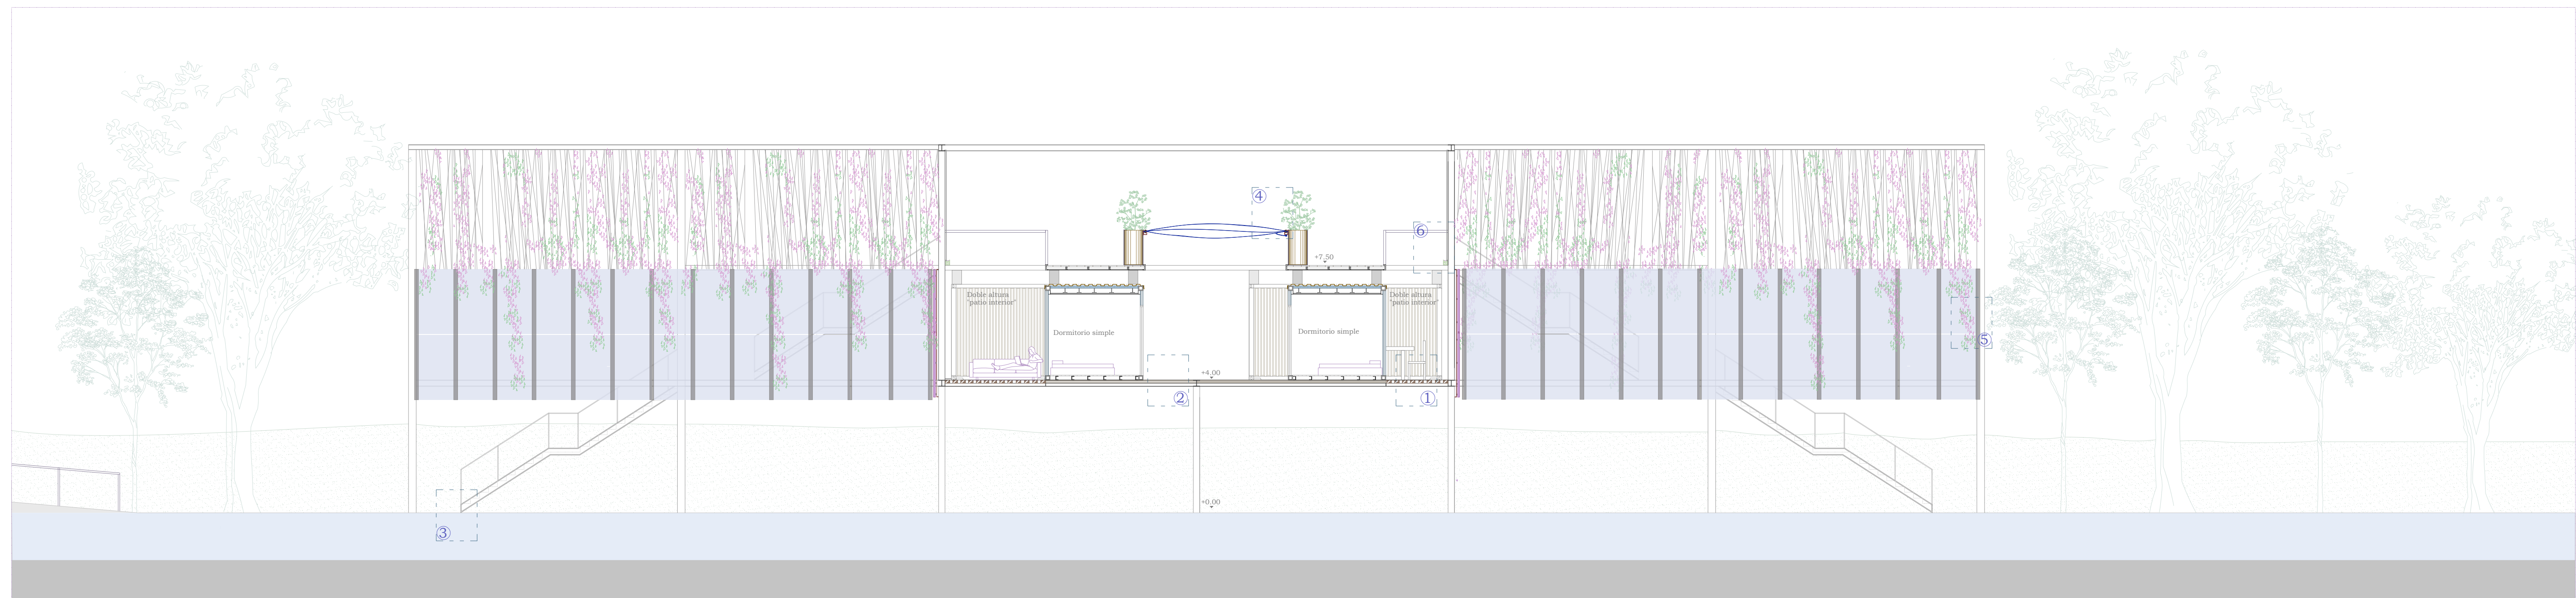 ④
⑥
+7.50
Doble altura
"patio interior"
Doble altura
"patio interior"
Dormitorio simple
Dormitorio simple
⑤
+4.00
②
①
+0.00
③